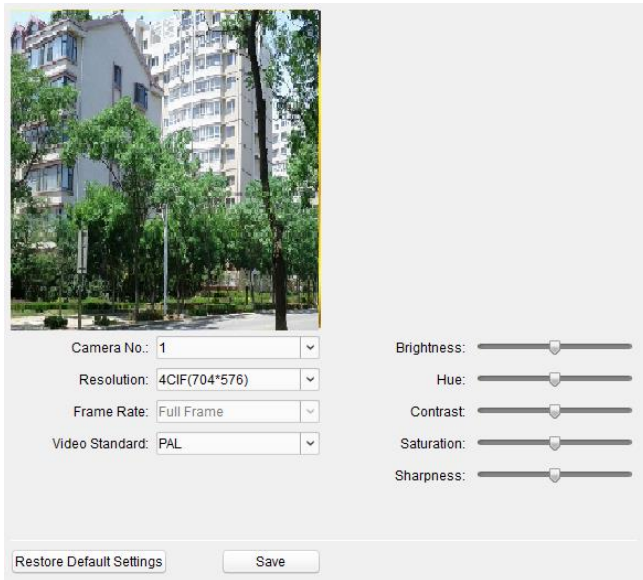 Camera No.: 1
Resolution: 4CIF(704*576)
Frame Rate: Full Frame
Video Standard: PAL
Brightness:
Hue:
Contrast:
Saturation:
Sharpness:
Restore Default Settings
Save